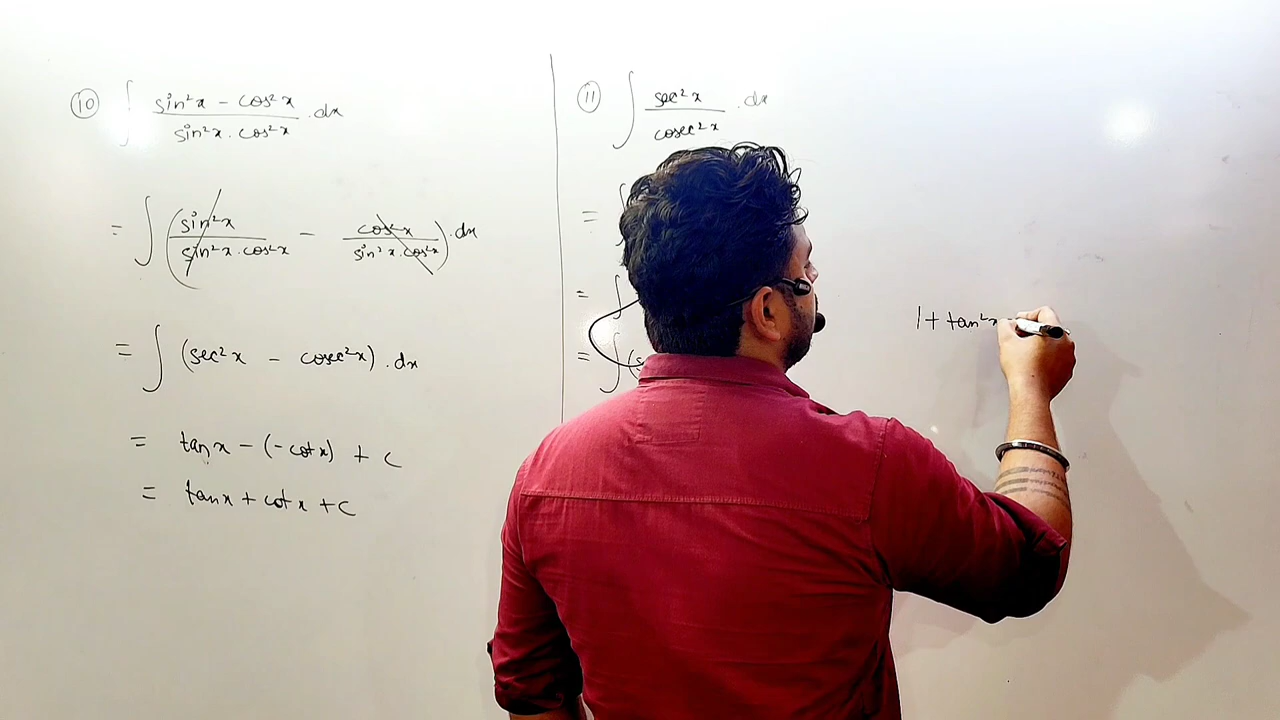 ⑩ ∫ sin²x − cos²x / sin²x . cos²x . dx
= ∫ ( sin²x / sin²x . cos²x − cos²x / sin²x . cos²x ) . dx
= ∫ (sec²x − cosec²x) . dx
= tan x − (−cot x) + c
= tan x + cot x + c
⑪ ∫ sec²x / cosec²x . dx
= ∫
= ∫
= ∫ (s
1 + tan²x